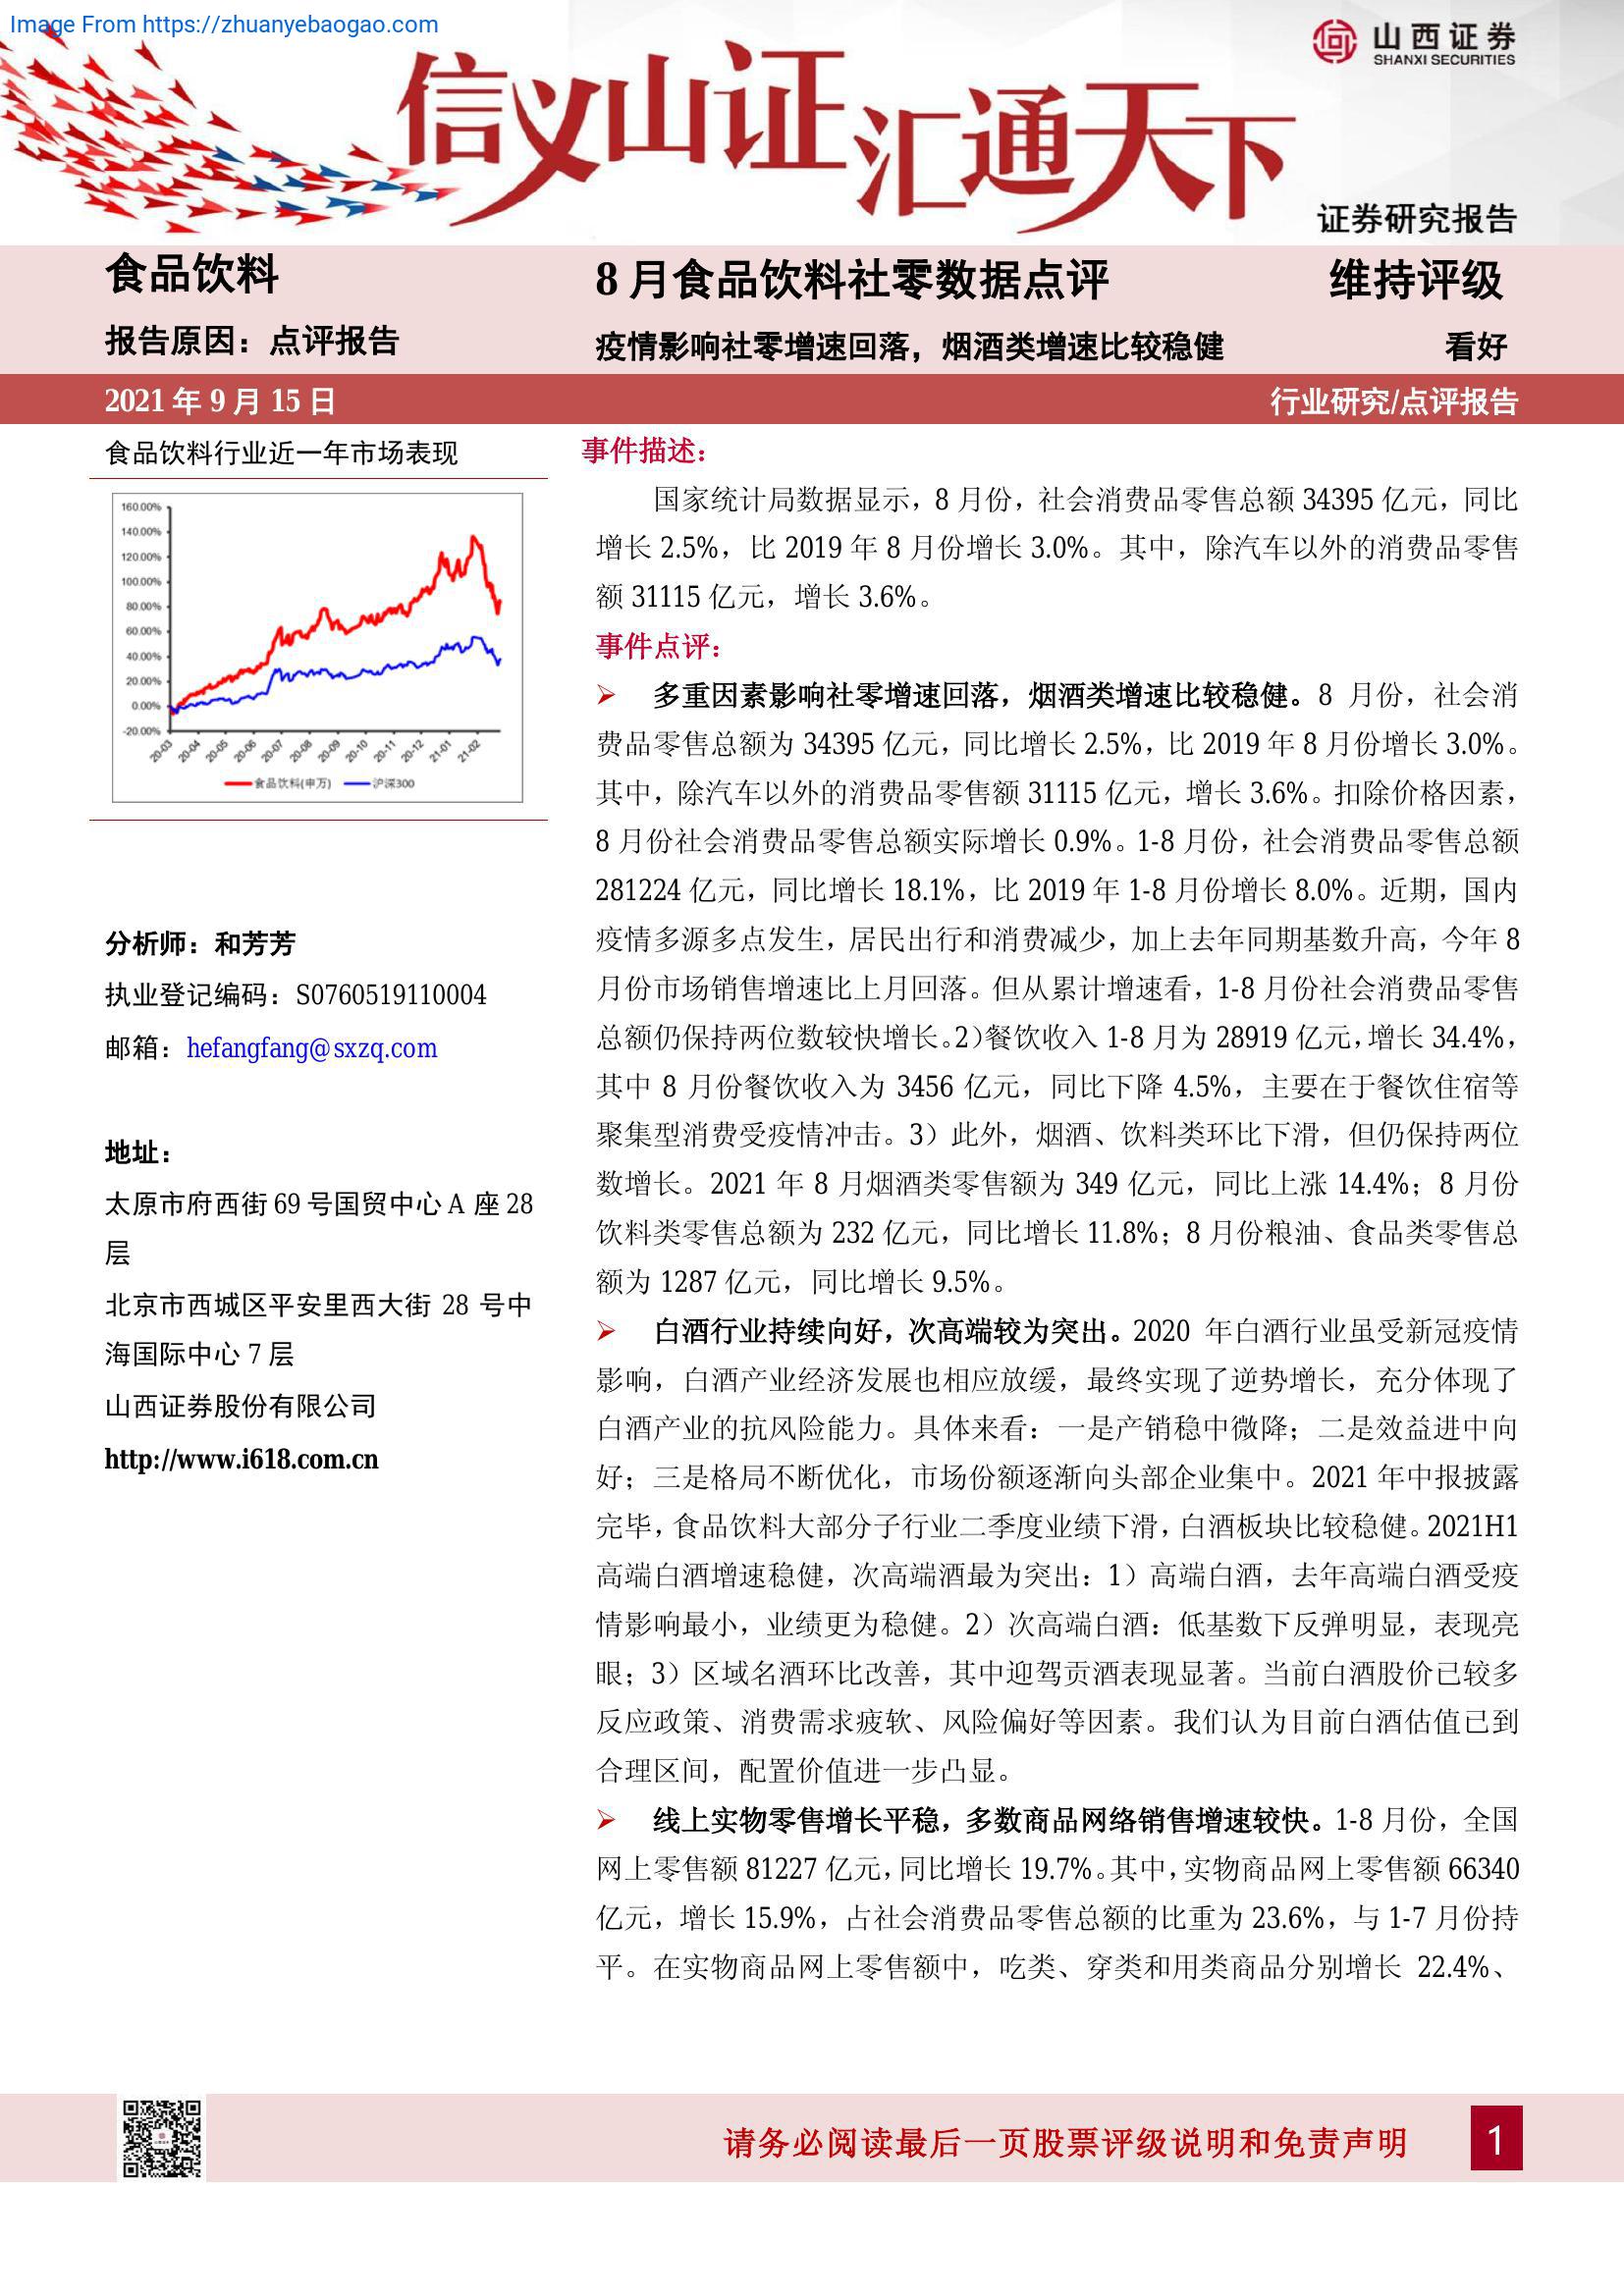 Image From https://zhuanyebaogao.com
山西证券
SHANXI SECURITIES
信义山证汇通天下
证券研究报告
食品饮料
报告原因：点评报告
8 月食品饮料社零数据点评
维持评级
疫情影响社零增速回落，烟酒类增速比较稳健
看好
2021 年 9 月 15 日
行业研究/点评报告
食品饮料行业近一年市场表现
160.00%
140.00%
120.00%
100.00%
80.00%
60.00%
40.00%
20.00%
0.00%
-20.00%
20-03 20-04 20-05 20-06 20-07 20-08 20-09 20-10 20-11 20-12 21-01 21-02
食品饮料(申万) 沪深300
分析师：和芳芳
执业登记编码：S0760519110004
邮箱：hefangfang@sxzq.com
地址：
太原市府西街 69 号国贸中心 A 座 28
层
北京市西城区平安里西大街 28 号中
海国际中心 7 层
山西证券股份有限公司
http://www.i618.com.cn
事件描述：
国家统计局数据显示，8 月份，社会消费品零售总额 34395 亿元，同比
增长 2.5%，比 2019 年 8 月份增长 3.0%。其中，除汽车以外的消费品零售
额 31115 亿元，增长 3.6%。
事件点评：
➢ 多重因素影响社零增速回落，烟酒类增速比较稳健。8 月份，社会消
费品零售总额为 34395 亿元，同比增长 2.5%，比 2019 年 8 月份增长 3.0%。
其中，除汽车以外的消费品零售额 31115 亿元，增长 3.6%。扣除价格因素，
8 月份社会消费品零售总额实际增长 0.9%。1-8 月份，社会消费品零售总额
281224 亿元，同比增长 18.1%，比 2019 年 1-8 月份增长 8.0%。近期，国内
疫情多源多点发生，居民出行和消费减少，加上去年同期基数升高，今年 8
月份市场销售增速比上月回落。但从累计增速看，1-8 月份社会消费品零售
总额仍保持两位数较快增长。2）餐饮收入 1-8 月为 28919 亿元，增长 34.4%，
其中 8 月份餐饮收入为 3456 亿元，同比下降 4.5%，主要在于餐饮住宿等
聚集型消费受疫情冲击。3）此外，烟酒、饮料类环比下滑，但仍保持两位
数增长。2021 年 8 月烟酒类零售额为 349 亿元，同比上涨 14.4%；8 月份
饮料类零售总额为 232 亿元，同比增长 11.8%；8 月份粮油、食品类零售总
额为 1287 亿元，同比增长 9.5%。
➢ 白酒行业持续向好，次高端较为突出。2020 年白酒行业虽受新冠疫情
影响，白酒产业经济发展也相应放缓，最终实现了逆势增长，充分体现了
白酒产业的抗风险能力。具体来看：一是产销稳中微降；二是效益进中向
好；三是格局不断优化，市场份额逐渐向头部企业集中。2021 年中报披露
完毕，食品饮料大部分子行业二季度业绩下滑，白酒板块比较稳健。2021H1
高端白酒增速稳健，次高端酒最为突出：1）高端白酒，去年高端白酒受疫
情影响最小，业绩更为稳健。2）次高端白酒：低基数下反弹明显，表现亮
眼；3）区域名酒环比改善，其中迎驾贡酒表现显著。当前白酒股价已较多
反应政策、消费需求疲软、风险偏好等因素。我们认为目前白酒估值已到
合理区间，配置价值进一步凸显。
➢ 线上实物零售增长平稳，多数商品网络销售增速较快。1-8 月份，全国
网上零售额 81227 亿元，同比增长 19.7%。其中，实物商品网上零售额 66340
亿元，增长 15.9%，占社会消费品零售总额的比重为 23.6%，与 1-7 月份持
平。在实物商品网上零售额中，吃类、穿类和用类商品分别增长 22.4%、
请务必阅读最后一页股票评级说明和免责声明
1